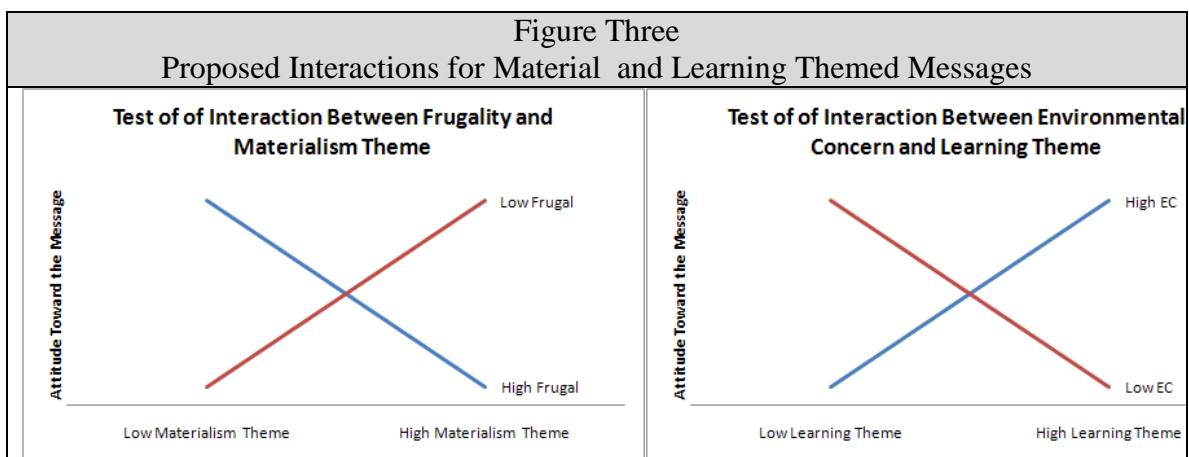 Figure Three
Proposed Interactions for Material and Learning Themed Messages
Test of of Interaction Between Frugality and
Materialism Theme
Attitude Toward the Message
Low Frugal
High Frugal
Low Materialism Theme
High Materialism Theme
Test of of Interaction Between Environmental
Concern and Learning Theme
Attitude Toward the Message
High EC
Low EC
Low Learning Theme
High Learning Theme